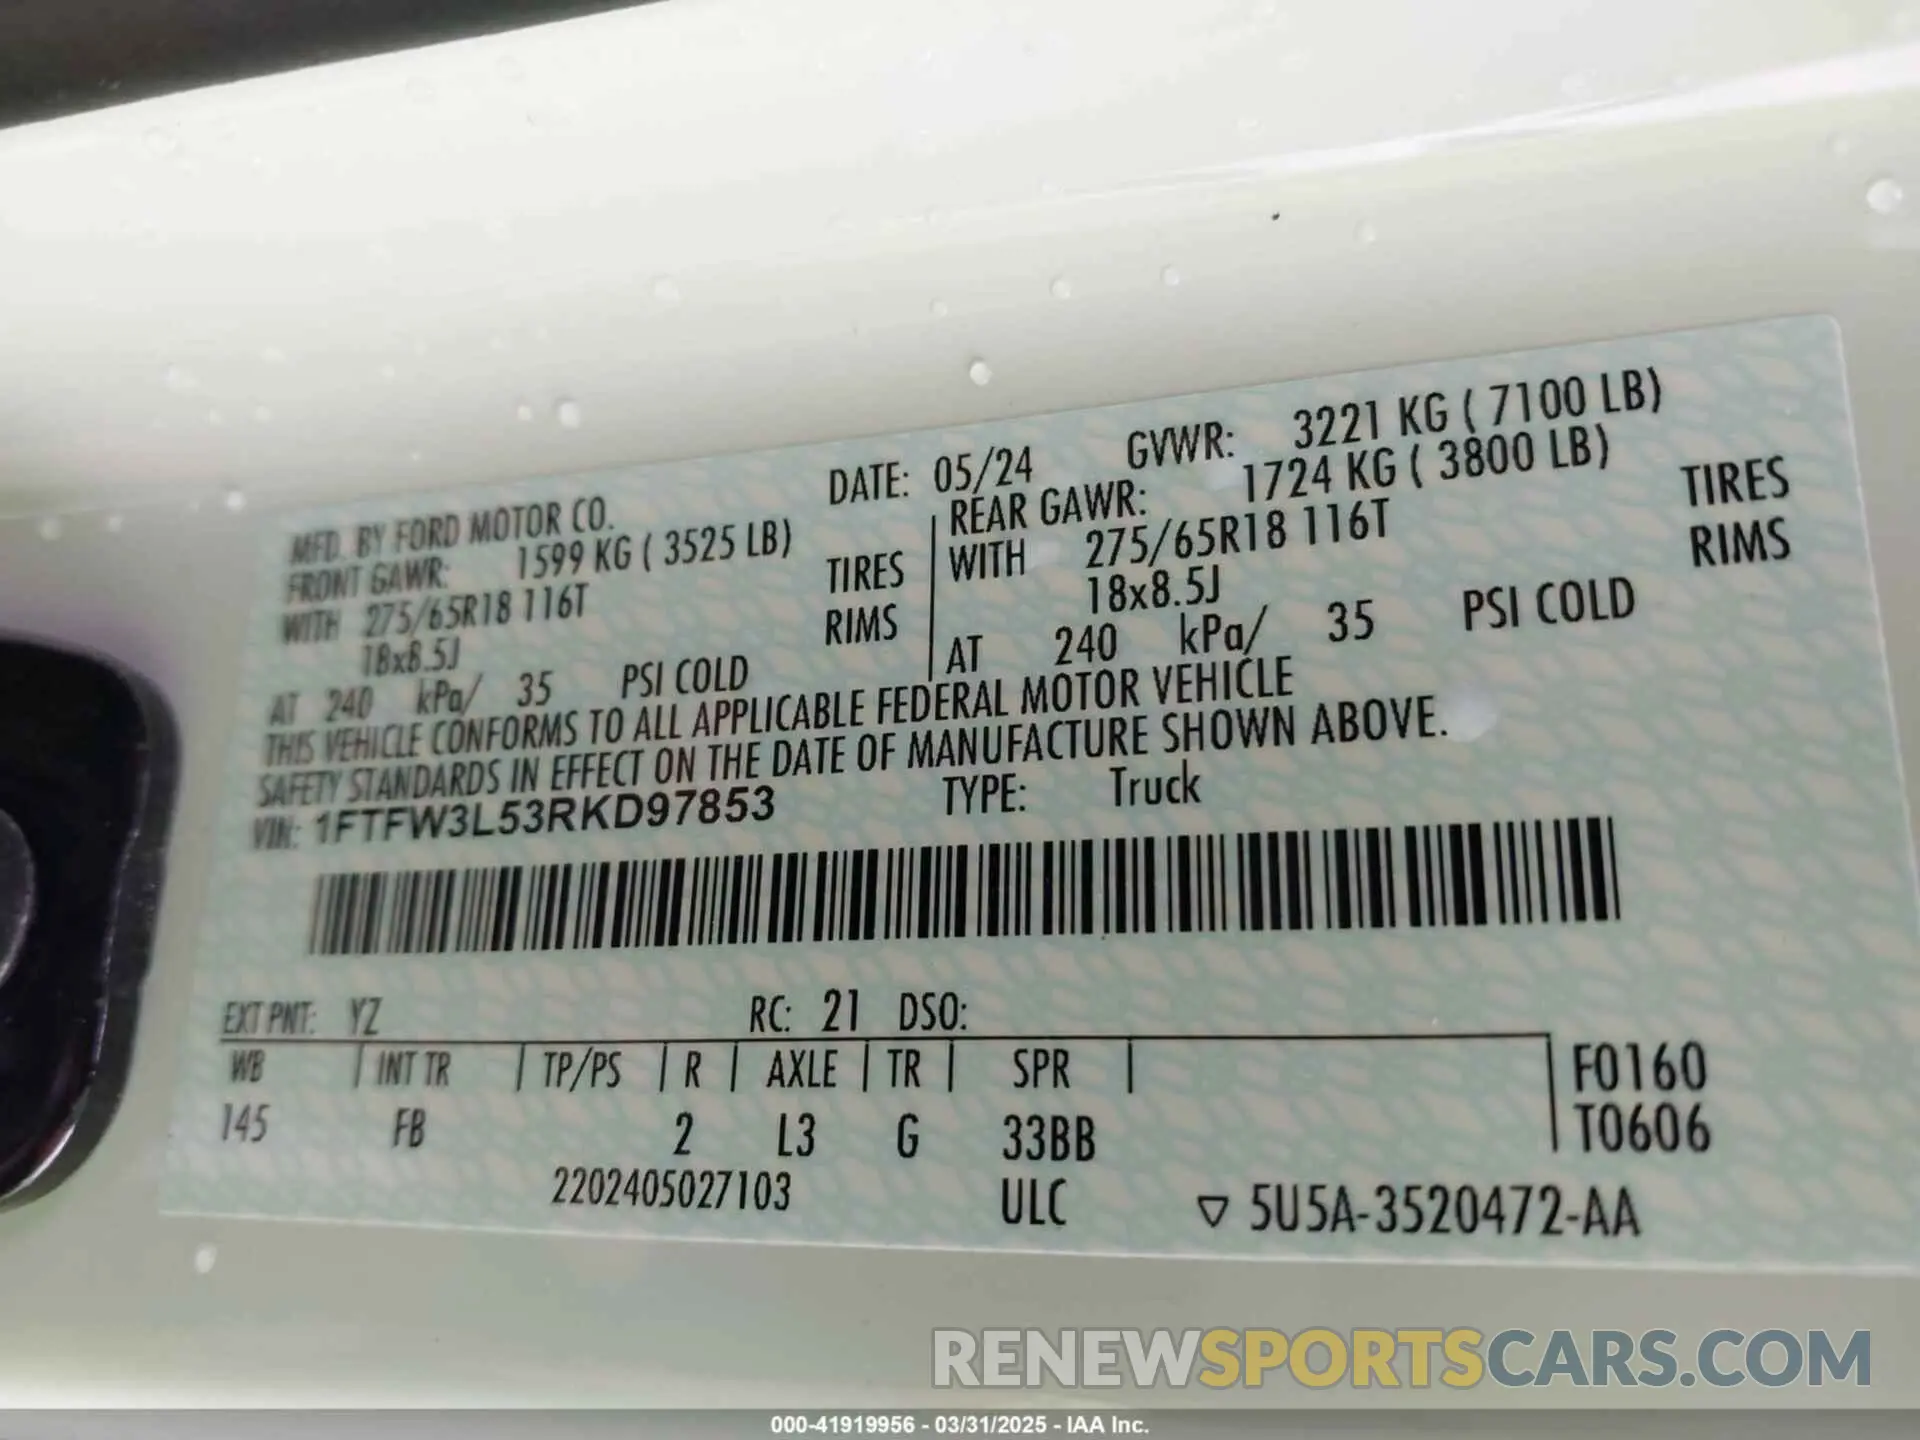 MFD. BY FORD MOTOR CO.
DATE: 05/24 GVWR: 3221 KG ( 7100 LB)
FRONT GAWR: 1599 KG ( 3525 LB)
WITH 275/65R18 116T TIRES
18x8.5J RIMS
AT 240 kPa/ 35 PSI COLD
REAR GAWR: 1724 KG ( 3800 LB)
WITH 275/65R18 116T TIRES
18x8.5J RIMS
AT 240 kPa/ 35 PSI COLD
THIS VEHICLE CONFORMS TO ALL APPLICABLE FEDERAL MOTOR VEHICLE
SAFETY STANDARDS IN EFFECT ON THE DATE OF MANUFACTURE SHOWN ABOVE.
VIN: 1FTFW3L53RKD97853 TYPE: Truck
EXT PNT: YZ RC: 21 DSO:
WB INT TR TP/PS R AXLE TR SPR F0160
145 FB 2 L3 G 33BB T0606
2202405027103 ULC ▽ 5U5A-3520472-AA
RENEWSPORTSCARS.COM
000-41919956 - 03/31/2025 - IAA Inc.